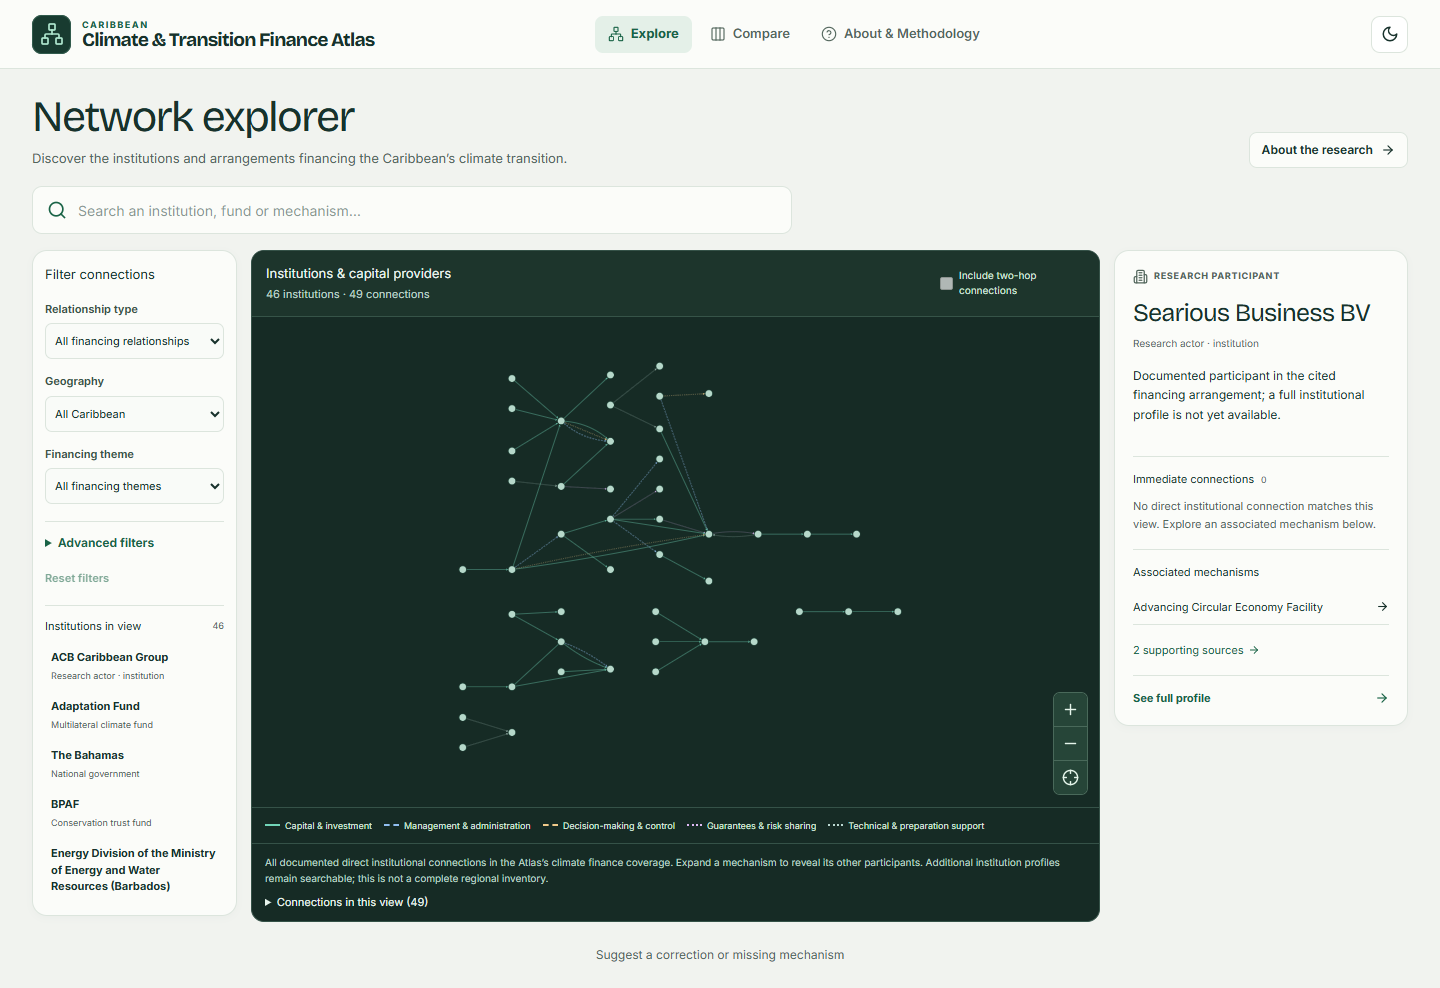 CARIBBEAN
Climate & Transition Finance Atlas
Explore
Compare
About & Methodology
Network explorer
Discover the institutions and arrangements financing the Caribbean's climate transition.
About the research
Search an institution, fund or mechanism...
Filter connections
Relationship type
All financing relationships
Geography
All Caribbean
Financing theme
All financing themes
Advanced filters
Reset filters
Institutions in view 46
ACB Caribbean Group
Research actor · institution
Adaptation Fund
Multilateral climate fund
The Bahamas
National government
BPAF
Conservation trust fund
Energy Division of the Ministry
of Energy and Water
Resources (Barbados)
Institutions & capital providers
46 institutions · 49 connections
Include two-hop
connections
Capital & investment
Management & administration
Decision-making & control
Guarantees & risk sharing
Technical & preparation support
All documented direct institutional connections in the Atlas's climate finance coverage. Expand a mechanism to reveal its other participants. Additional institution profiles
remain searchable; this is not a complete regional inventory.
Connections in this view (49)
RESEARCH PARTICIPANT
Searious Business BV
Research actor · institution
Documented participant in the cited
financing arrangement; a full institutional
profile is not yet available.
Immediate connections 0
No direct institutional connection matches this
view. Explore an associated mechanism below.
Associated mechanisms
Advancing Circular Economy Facility
2 supporting sources
See full profile
Suggest a correction or missing mechanism